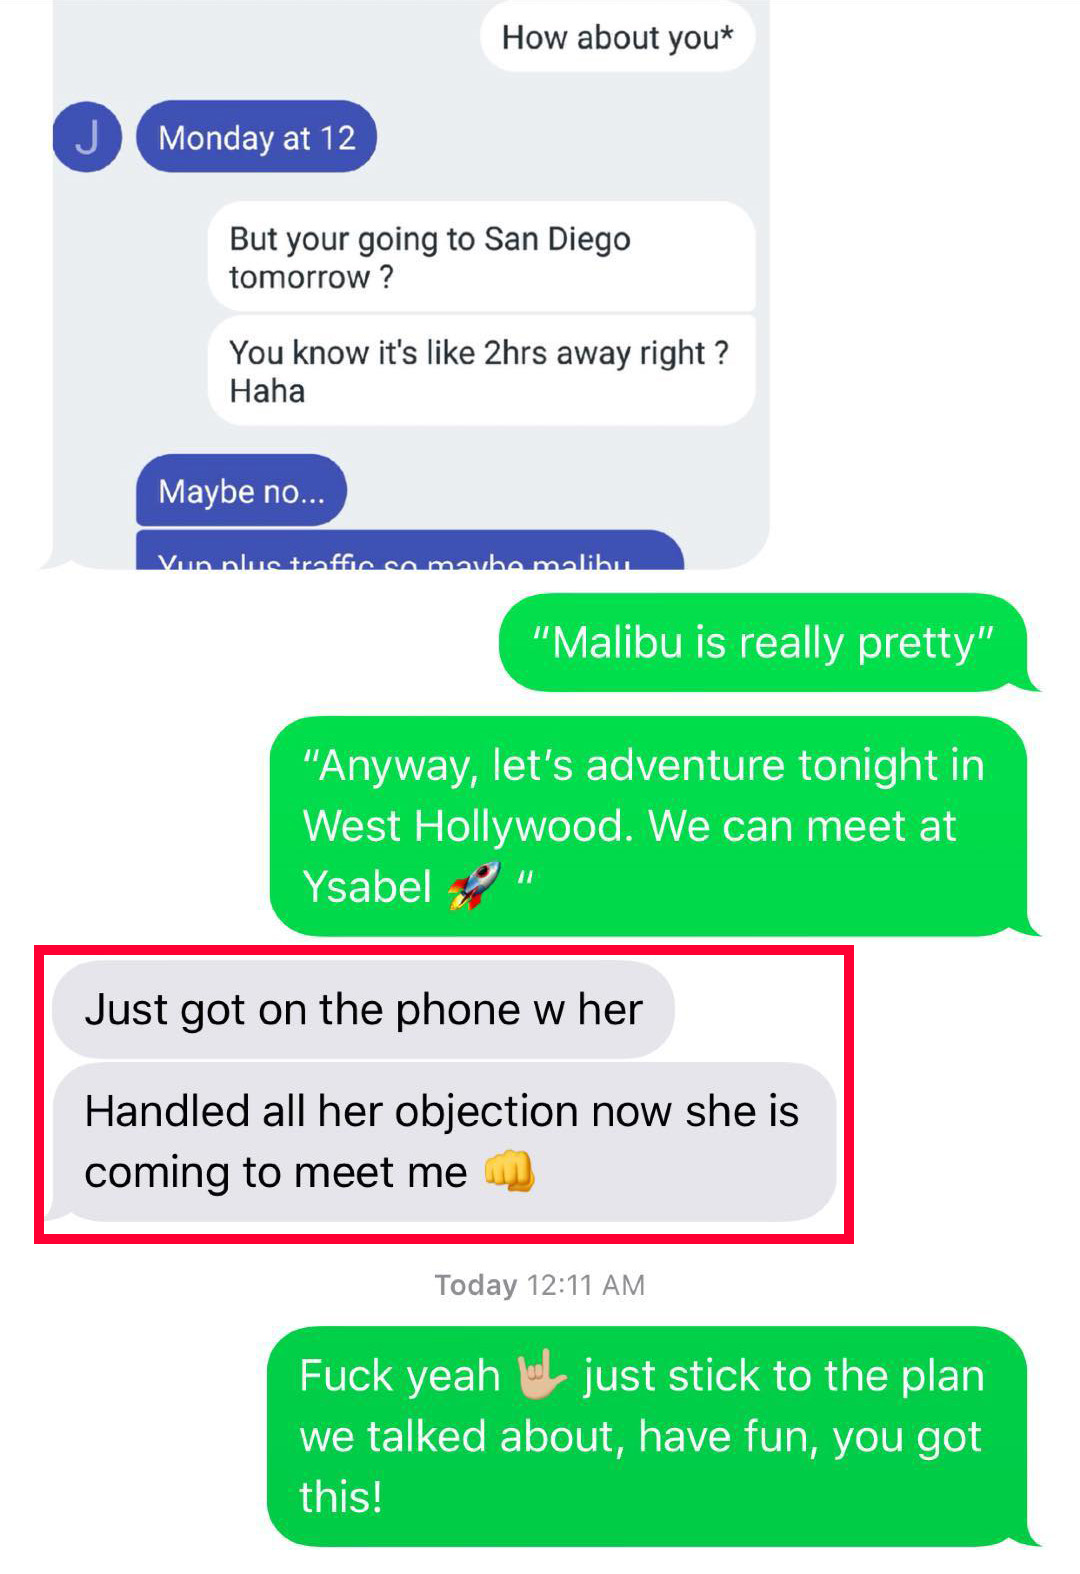 How about you*
J
Monday at 12
But your going to San Diego
tomorrow ?
You know it's like 2hrs away right ?
Haha
Maybe no...
Yup plus traffic so maybe malibu
“Malibu is really pretty”
“Anyway, let’s adventure tonight in
West Hollywood. We can meet at
Ysabel 🚀 “
Just got on the phone w her
Handled all her objection now she is
coming to meet me 👊
Today 12:11 AM
Fuck yeah 🤟🏼 just stick to the plan
we talked about, have fun, you got
this!